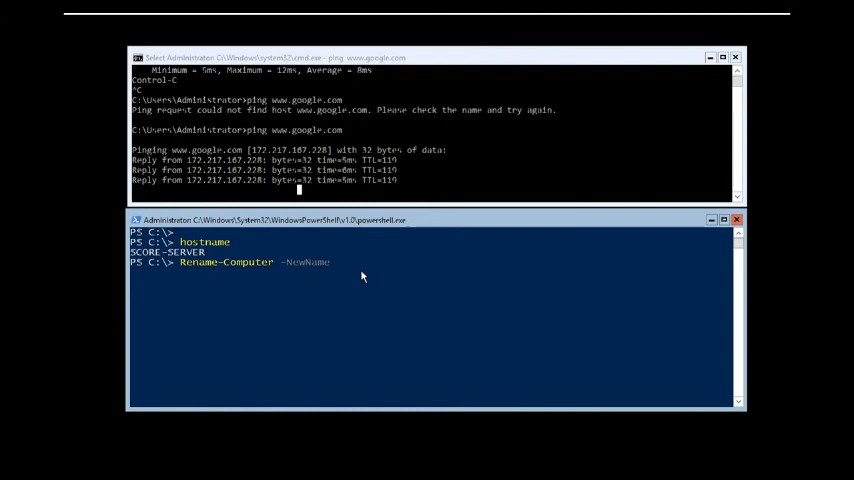 Select Administrator: C:\Windows\system32\cmd.exe - ping www.google.com
Minimum = 5ms, Maximum = 12ms, Average = 8ms
Control-C
^C
C:\Users\Administrator>ping www.google.com
Ping request could not find host www.google.com. Please check the name and try again.
C:\Users\Administrator>ping www.google.com
Pinging www.google.com [172.217.167.228] with 32 bytes of data:
Reply from 172.217.167.228: bytes=32 time=5ms TTL=119
Reply from 172.217.167.228: bytes=32 time=6ms TTL=119
Reply from 172.217.167.228: bytes=32 time=5ms TTL=119
Administrator: C:\Windows\System32\WindowsPowerShell\v1.0\powershell.exe
PS C:\>
PS C:\> hostname
SCORE-SERVER
PS C:\> Rename-Computer -NewName